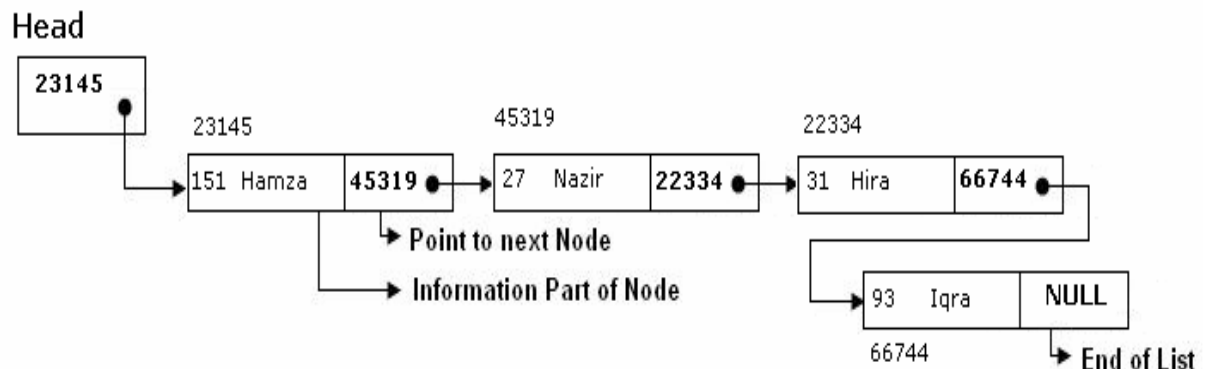 Head
23145
23145
45319
22334
151 Hamza 45319
27 Nazir 22334
31 Hira 66744
Point to next Node
Information Part of Node
93 Iqra NULL
66744
End of List